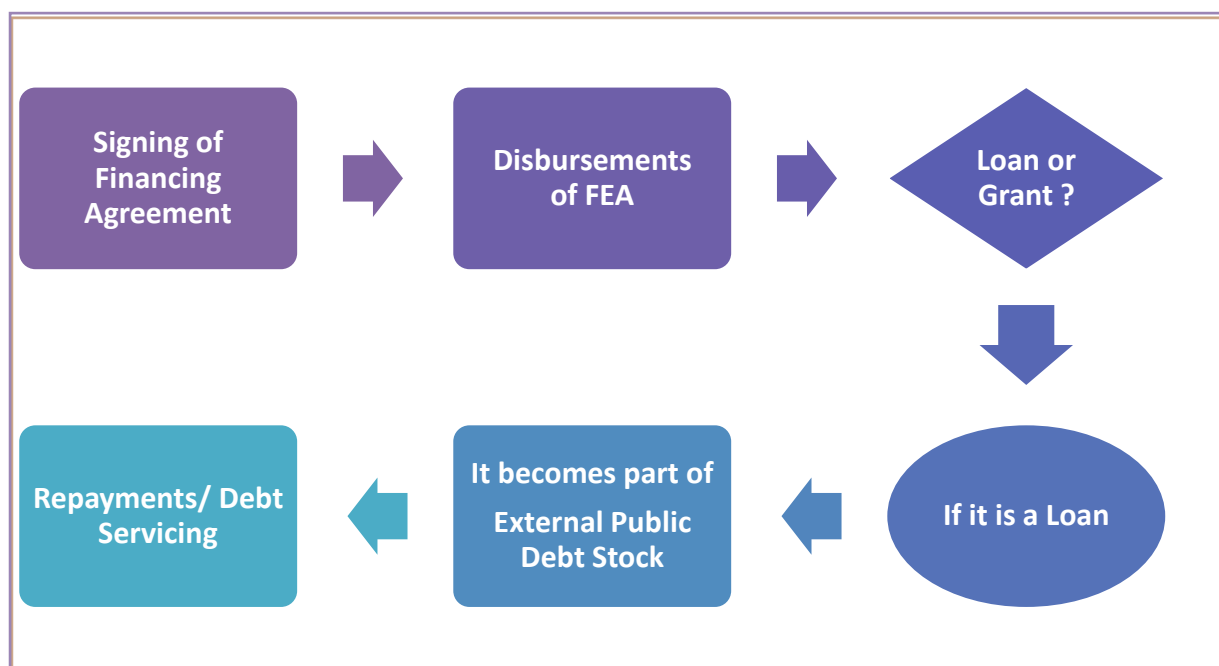 Signing of
Financing
Agreement
Disbursements
of FEA
Loan or
Grant ?
If it is a Loan
It becomes part of
External Public
Debt Stock
Repayments/ Debt
Servicing